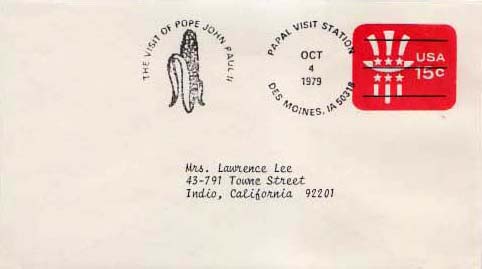 THE VISIT OF POPE JOHN PAUL II
PAPAL VISIT STATION
OCT
4
1979
DES MOINES, IA 50318
USA
15c
Mrs. Lawrence Lee
43-791 Towne Street
Indio, California 92201